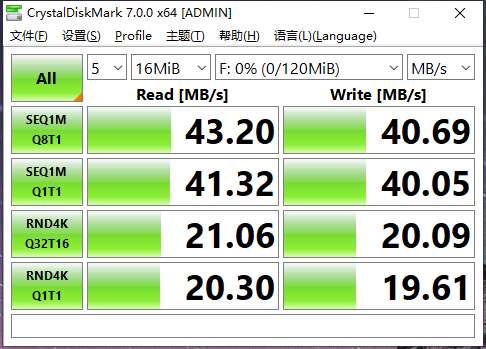 CrystalDiskMark 7.0.0 x64 [ADMIN]
文件(F) 设置(S) Profile 主题(T) 帮助(H) 语言(L)(Language)
All 5 16MiB F: 0% (0/120MiB) MB/s
Read [MB/s] Write [MB/s]
SEQ1M
Q8T1
43.20 40.69
SEQ1M
Q1T1
41.32 40.05
RND4K
Q32T16
21.06 20.09
RND4K
Q1T1
20.30 19.61